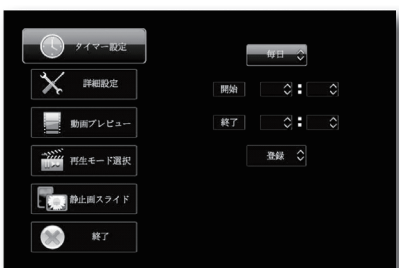 タイマー設定
詳細設定
動画プレビュー
再生モード選択
静止画スライド
終了
毎日
開始 :
終了 :
登録